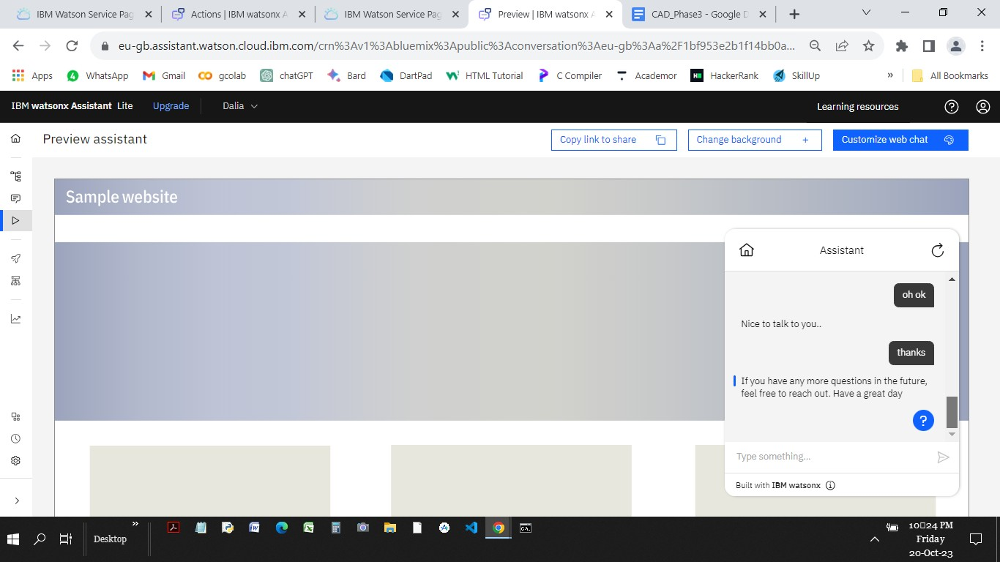 IBM Watson Service Pag
Actions | IBM watsonx A
IBM Watson Service Pag
Preview | IBM watsonx A
CAD_Phase3 - Google D
eu-gb.assistant.watson.cloud.ibm.com/crn%3Av1%3Abluemix%3Apublic%3Aconversation%3Aeu-gb%3Aa%2F1bf953e2b1f14bb0a...
Apps
WhatsApp
Gmail
gcolab
chatGPT
Bard
DartPad
HTML Tutorial
C Compiler
Academor
HackerRank
SkillUp
»
All Bookmarks
IBM watsonx Assistant Lite
Upgrade
Dalia
Learning resources
Preview assistant
Copy link to share
Change background +
Customize web chat
Sample website
Assistant
oh ok
Nice to talk to you..
thanks
If you have any more questions in the future,
feel free to reach out. Have a great day
?
Type something...
Built with IBM watsonx
Desktop
»
10:24 PM
Friday
20-Oct-23